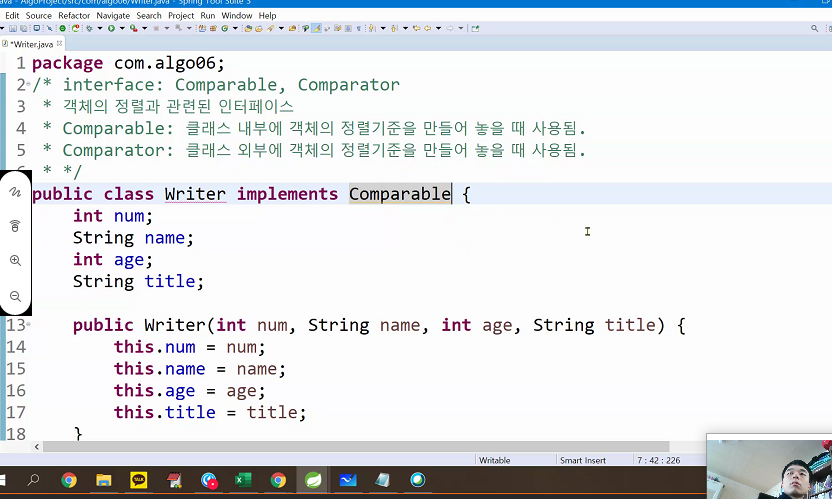 ava - AlgoProject/src/com/algo06/Writer.java - Spring Tool Suite 3
Edit Source Refactor Navigate Search Project Run Window Help
*Writer.java
1 package com.algo06;
2 /* interface: Comparable, Comparator
3 * 객체의 정렬과 관련된 인터페이스
4 * Comparable: 클래스 내부에 객체의 정렬기준을 만들어 놓을 때 사용됨.
5 * Comparator: 클래스 외부에 객체의 정렬기준을 만들어 놓을 때 사용됨.
* */
public class Writer implements Comparable {
int num;
String name;
int age;
String title;
13 public Writer(int num, String name, int age, String title) {
14 this.num = num;
15 this.name = name;
16 this.age = age;
17 this.title = title;
18 }
Writable Smart Insert 7 : 42 : 226
TALK